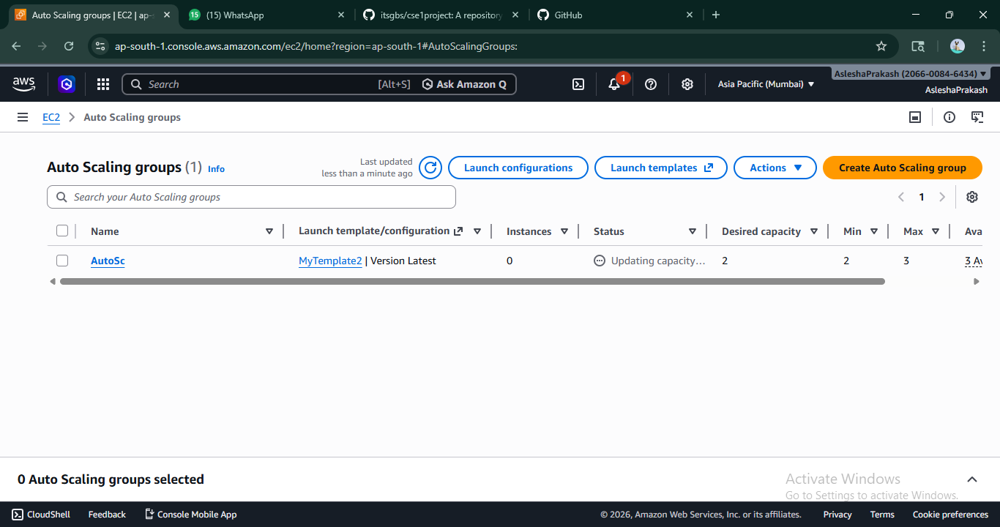 Auto Scaling groups | EC2 | ap-s
15 (15) WhatsApp
itsgbs/cse1project: A repository
GitHub
ap-south-1.console.aws.amazon.com/ec2/home?region=ap-south-1#AutoScalingGroups:
aws
Search [Alt+S] Ask Amazon Q
1
Asia Pacific (Mumbai)
AsleshaPrakash (2066-0084-6434)
AsleshaPrakash
EC2 > Auto Scaling groups
Auto Scaling groups (1) Info
Last updated
less than a minute ago
Launch configurations
Launch templates
Actions
Create Auto Scaling group
Search your Auto Scaling groups
1
Name Launch template/configuration Instances Status Desired capacity Min Max Ava
AutoSc MyTemplate2 | Version Latest 0 Updating capacity... 2 2 3 3 Av
0 Auto Scaling groups selected
Activate Windows
Go to Settings to activate Windows.
CloudShell Feedback Console Mobile App © 2026, Amazon Web Services, Inc. or its affiliates. Privacy Terms Cookie preferences